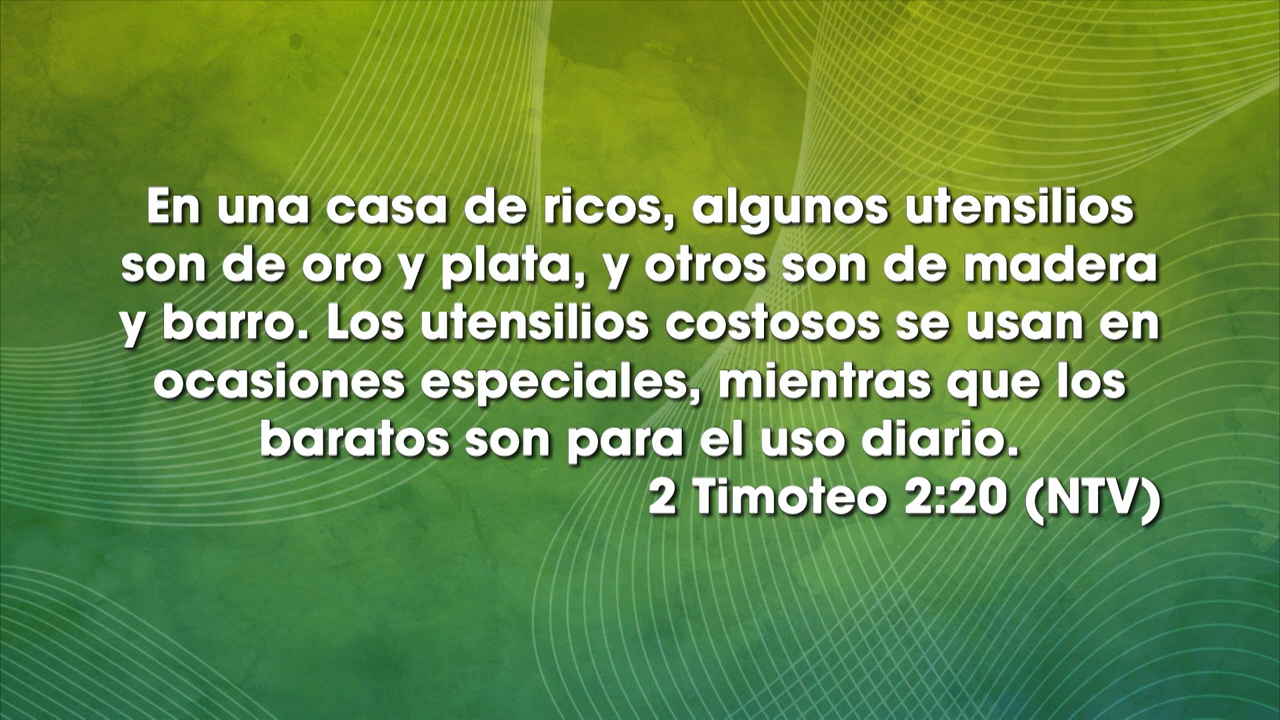 En una casa de ricos, algunos utensilios
son de oro y plata, y otros son de madera
y barro. Los utensilios costosos se usan en
ocasiones especiales, mientras que los
baratos son para el uso diario.
2 Timoteo 2:20 (NTV)